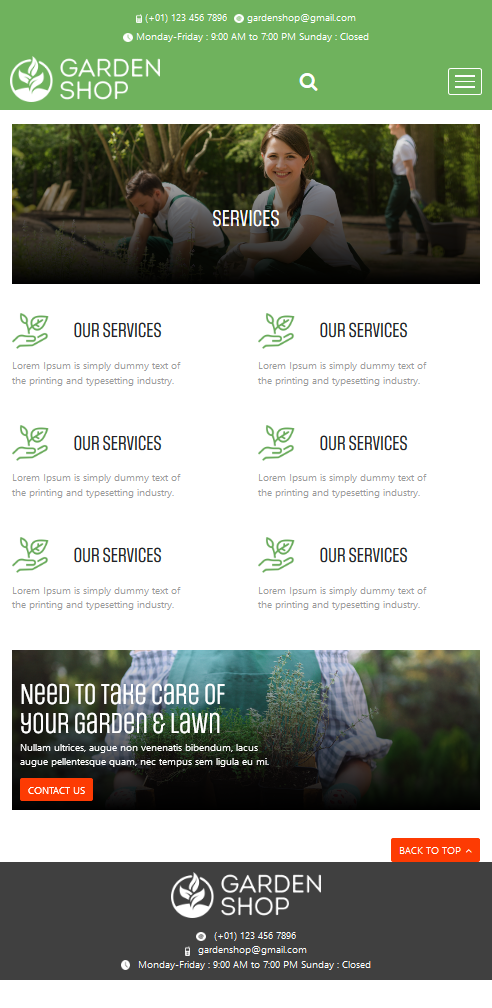 (+01) 123 456 7896 gardenshop@gmail.com
Monday-Friday : 9:00 AM to 7:00 PM Sunday : Closed
GARDEN
SHOP
SERVICES
OUR SERVICES
Lorem Ipsum is simply dummy text of
the printing and typesetting industry.
OUR SERVICES
Lorem Ipsum is simply dummy text of
the printing and typesetting industry.
OUR SERVICES
Lorem Ipsum is simply dummy text of
the printing and typesetting industry.
OUR SERVICES
Lorem Ipsum is simply dummy text of
the printing and typesetting industry.
OUR SERVICES
Lorem Ipsum is simply dummy text of
the printing and typesetting industry.
OUR SERVICES
Lorem Ipsum is simply dummy text of
the printing and typesetting industry.
Need To Take Care Of
Your Garden & Lawn
Nullam ultrices, augue non venenatis bibendum, lacus
augue pellentesque quam, nec tempus sem ligula eu mi.
CONTACT US
BACK TO TOP
GARDEN
SHOP
(+01) 123 456 7896
gardenshop@gmail.com
Monday-Friday : 9:00 AM to 7:00 PM Sunday : Closed